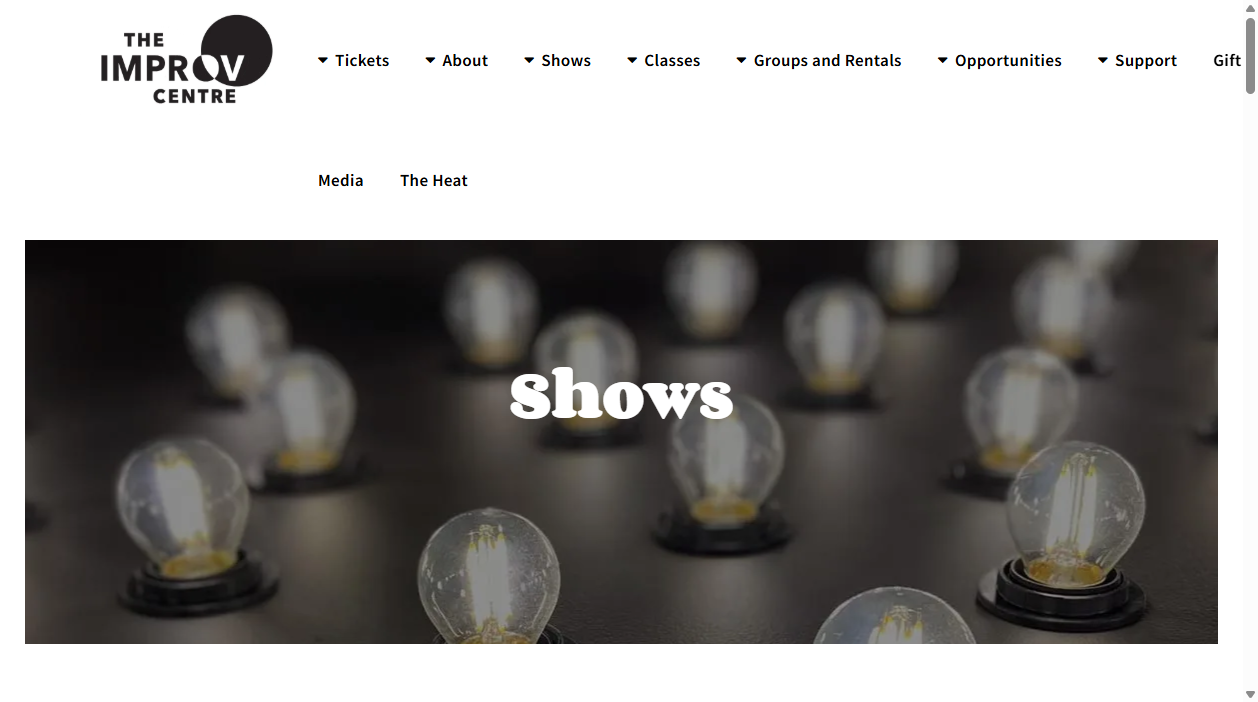 THE
IMPROV
CENTRE
Tickets
About
Shows
Classes
Groups and Rentals
Opportunities
Support
Gift
Media
The Heat
Shows